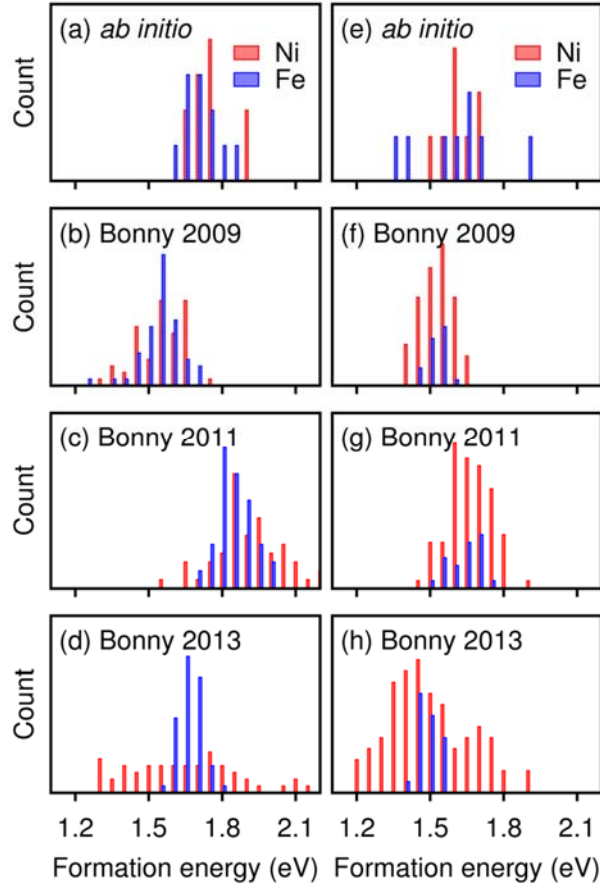 (a) ab initio
Ni
Fe
Count
(e) ab initio
Ni
Fe
(b) Bonny 2009
Count
(f) Bonny 2009
(c) Bonny 2011
Count
(g) Bonny 2011
(d) Bonny 2013
Count
(h) Bonny 2013
1.2 1.5 1.8 2.1 1.2 1.5 1.8 2.1
Formation energy (eV) Formation energy (eV)